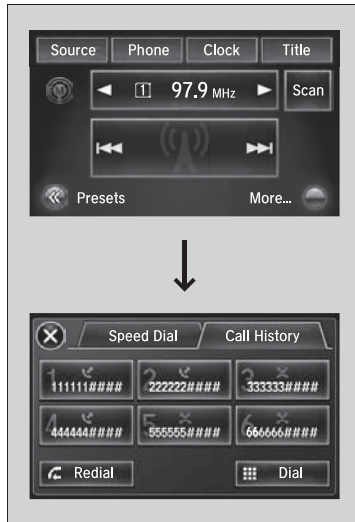 Source Phone Clock Title
1 97.9 MHz Scan
Presets More...
Speed Dial Call History
1 2 3
111111#### 222222#### 333333####
4 5 6
444444#### 555555#### 666666####
Redial Dial